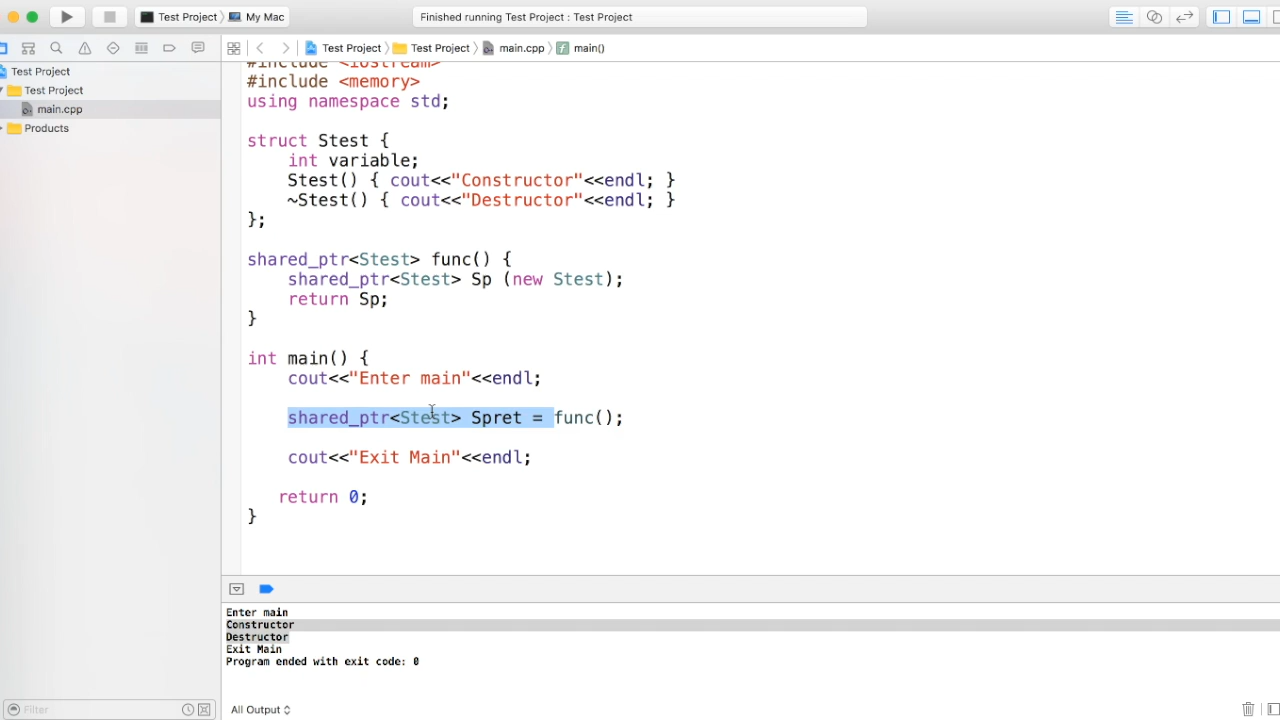 Test Project 〉 My Mac
Finished running Test Project : Test Project
Test Project 〉 Test Project 〉 main.cpp 〉 main()
Test Project
Test Project
main.cpp
Products
#include <iostream>
#include <memory>
using namespace std;
struct Stest {
int variable;
Stest() { cout<<"Constructor"<<endl; }
~Stest() { cout<<"Destructor"<<endl; }
};
shared_ptr<Stest> func() {
shared_ptr<Stest> Sp (new Stest);
return Sp;
}
int main() {
cout<<"Enter main"<<endl;
shared_ptr<Stest> Spret = func();
cout<<"Exit Main"<<endl;
return 0;
}
Enter main
Constructor
Destructor
Exit Main
Program ended with exit code: 0
Filter
All Output